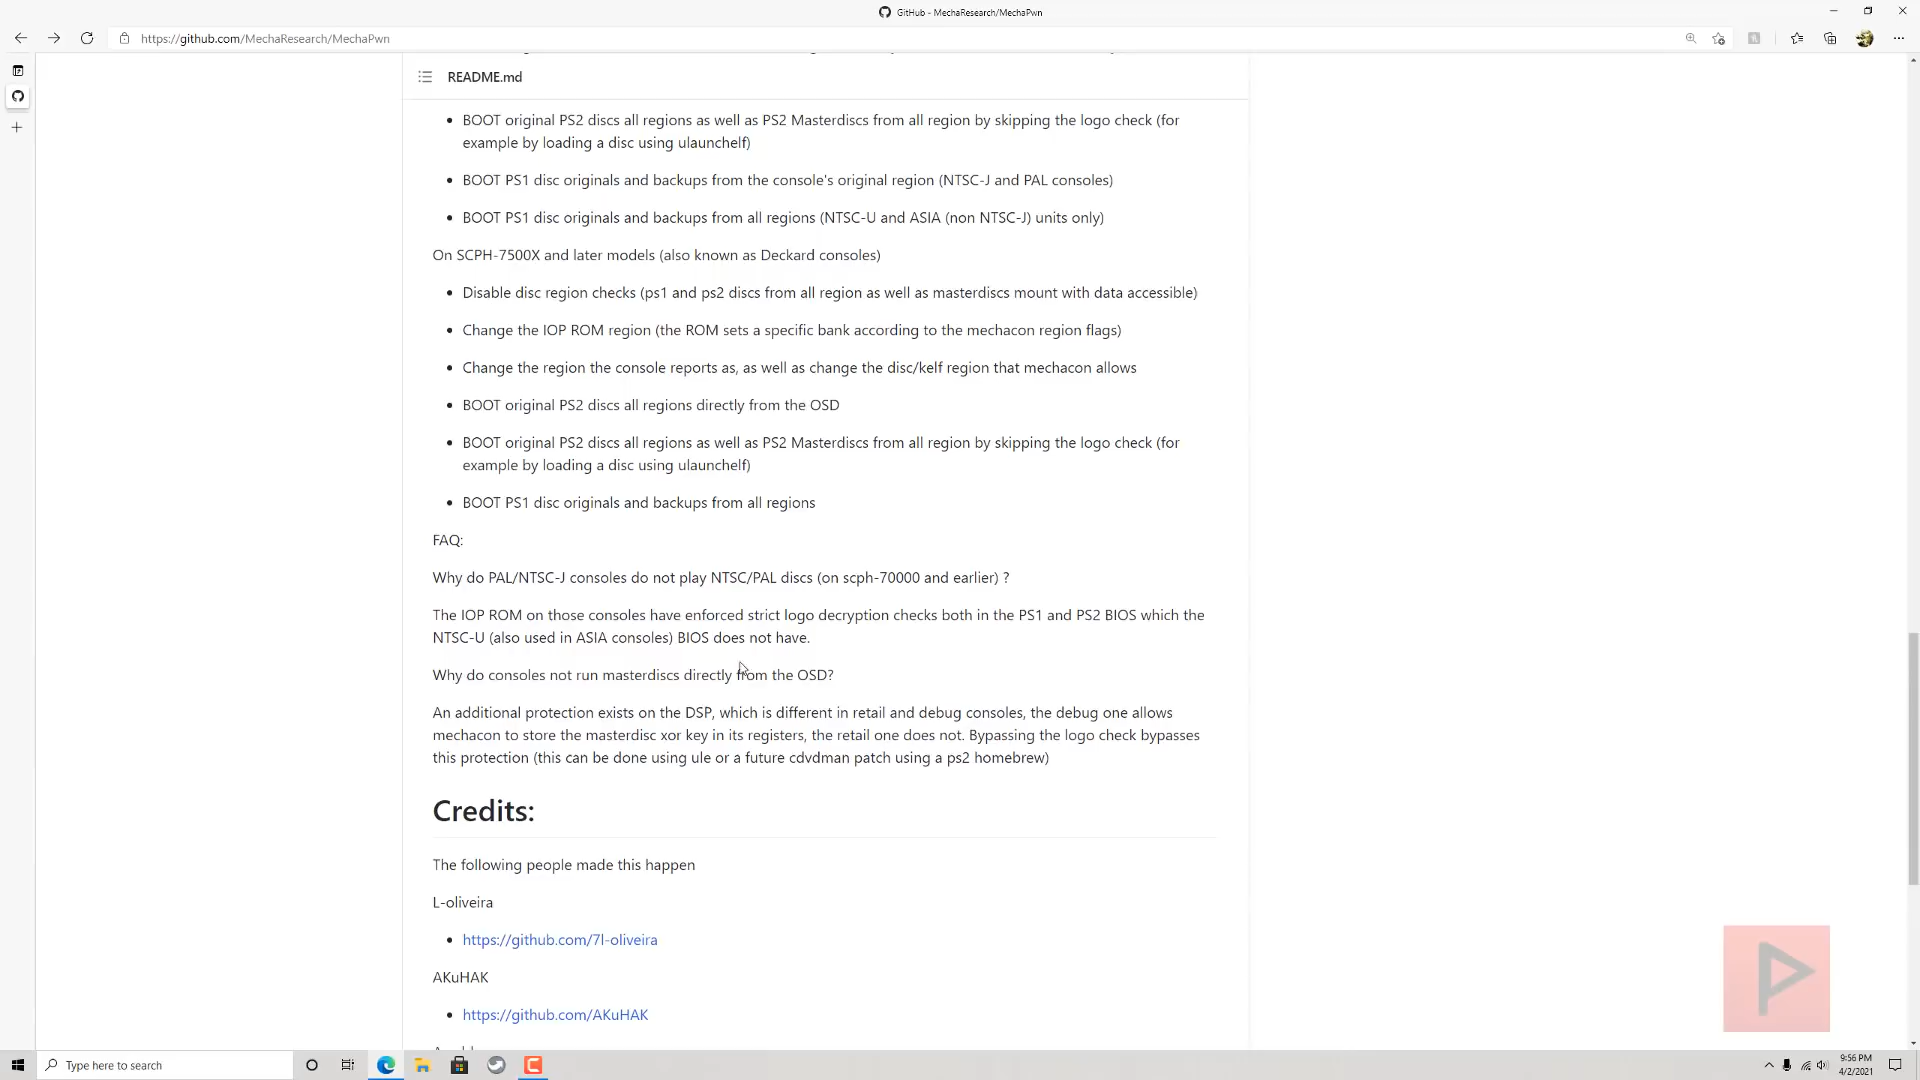 GitHub - MechaResearch/MechaPwn
https://github.com/MechaResearch/MechaPwn
README.md
BOOT original PS2 discs all regions as well as PS2 Masterdiscs from all region by skipping the logo check (for
example by loading a disc using ulaunchelf)
BOOT PS1 disc originals and backups from the console's original region (NTSC-J and PAL consoles)
BOOT PS1 disc originals and backups from all regions (NTSC-U and ASIA (non NTSC-J) units only)
On SCPH-7500X and later models (also known as Deckard consoles)
Disable disc region checks (ps1 and ps2 discs from all region as well as masterdiscs mount with data accessible)
Change the IOP ROM region (the ROM sets a specific bank according to the mechacon region flags)
Change the region the console reports as, as well as change the disc/kelf region that mechacon allows
BOOT original PS2 discs all regions directly from the OSD
BOOT original PS2 discs all regions as well as PS2 Masterdiscs from all region by skipping the logo check (for
example by loading a disc using ulaunchelf)
BOOT PS1 disc originals and backups from all regions
FAQ:
Why do PAL/NTSC-J consoles do not play NTSC/PAL discs (on scph-70000 and earlier) ?
The IOP ROM on those consoles have enforced strict logo decryption checks both in the PS1 and PS2 BIOS which the
NTSC-U (also used in ASIA consoles) BIOS does not have.
Why do consoles not run masterdiscs directly from the OSD?
An additional protection exists on the DSP, which is different in retail and debug consoles, the debug one allows
mechacon to store the masterdisc xor key in its registers, the retail one does not. Bypassing the logo check bypasses
this protection (this can be done using ule or a future cdvdman patch using a ps2 homebrew)
Credits:
The following people made this happen
L-oliveira
https://github.com/7l-oliveira
AKuHAK
https://github.com/AKuHAK
Type here to search
9:56 PM
4/2/2021